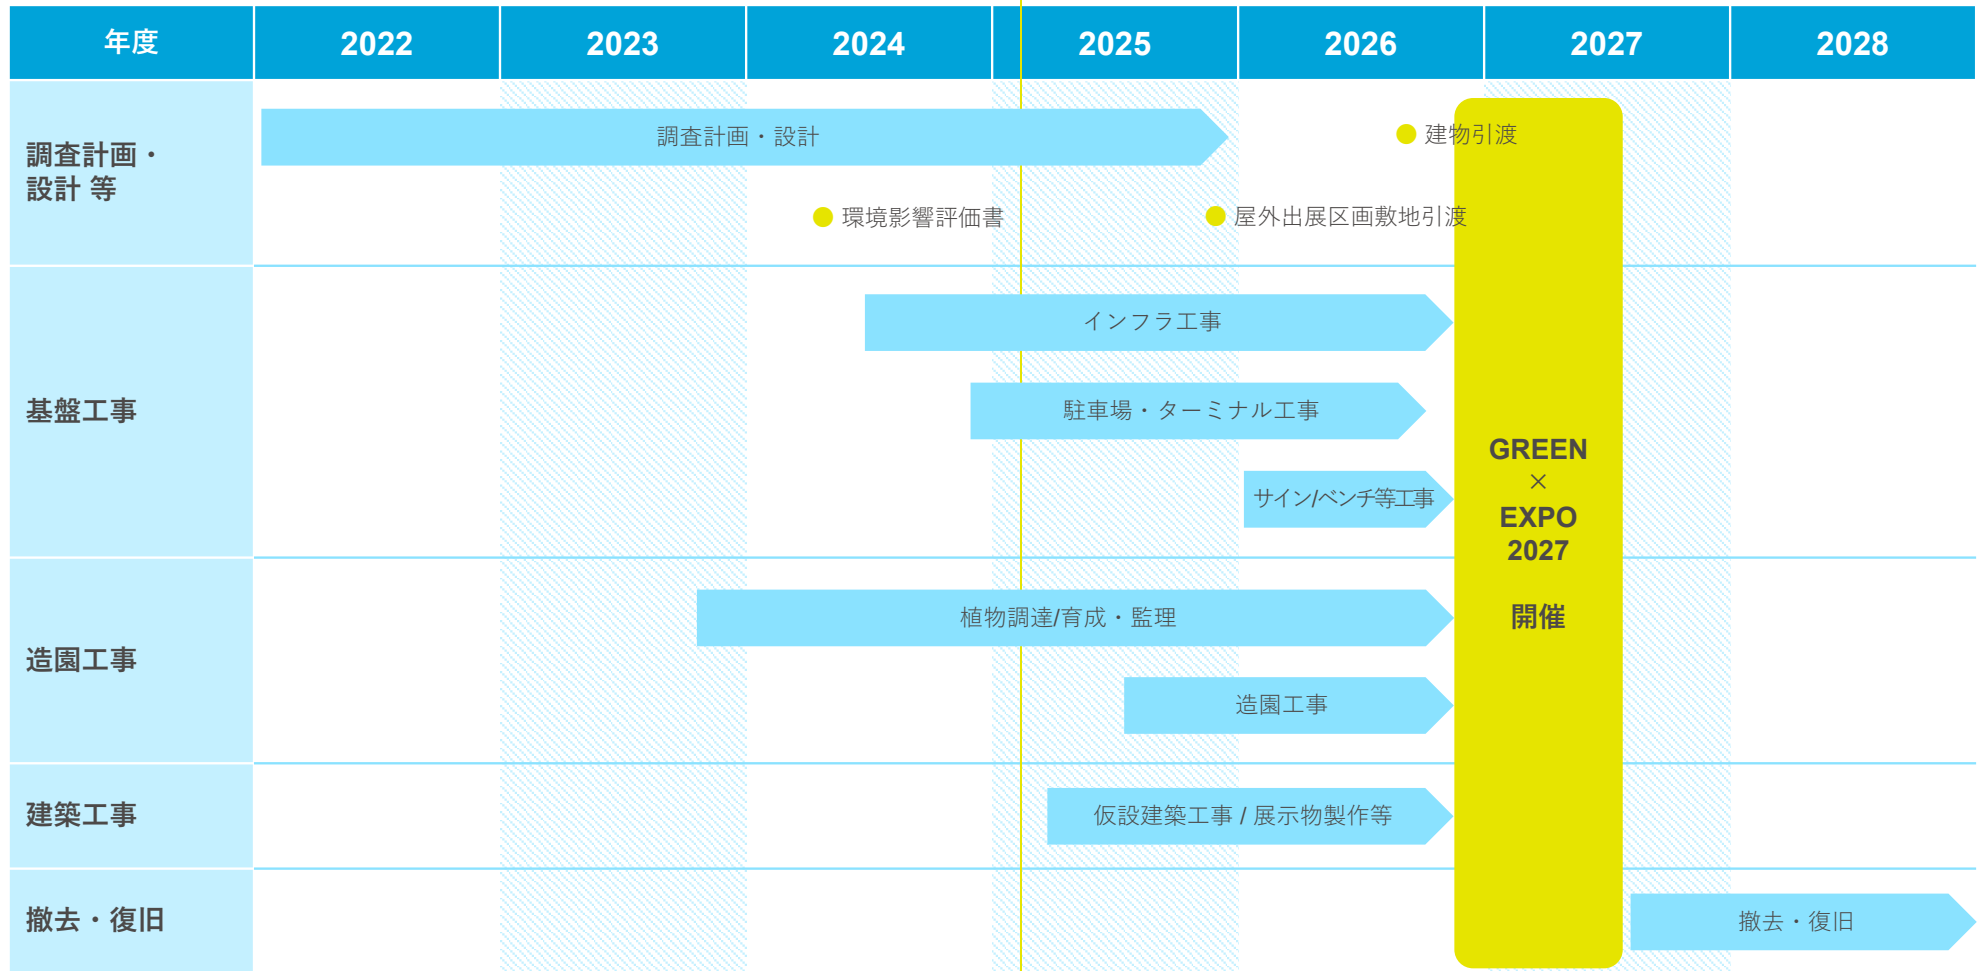 年度 2022 2023 2024 2025 2026 2027 2028
調査計画・
設計 等
調査計画・設計
建物引渡
環境影響評価書
屋外出展区画敷地引渡
基盤工事
インフラ工事
駐車場・ターミナル工事
サイン/ベンチ等工事
GREEN
×
EXPO
2027
開催
造園工事
植物調達/育成・監理
造園工事
建築工事
仮設建築工事 / 展示物製作等
撤去・復旧
撤去・復旧